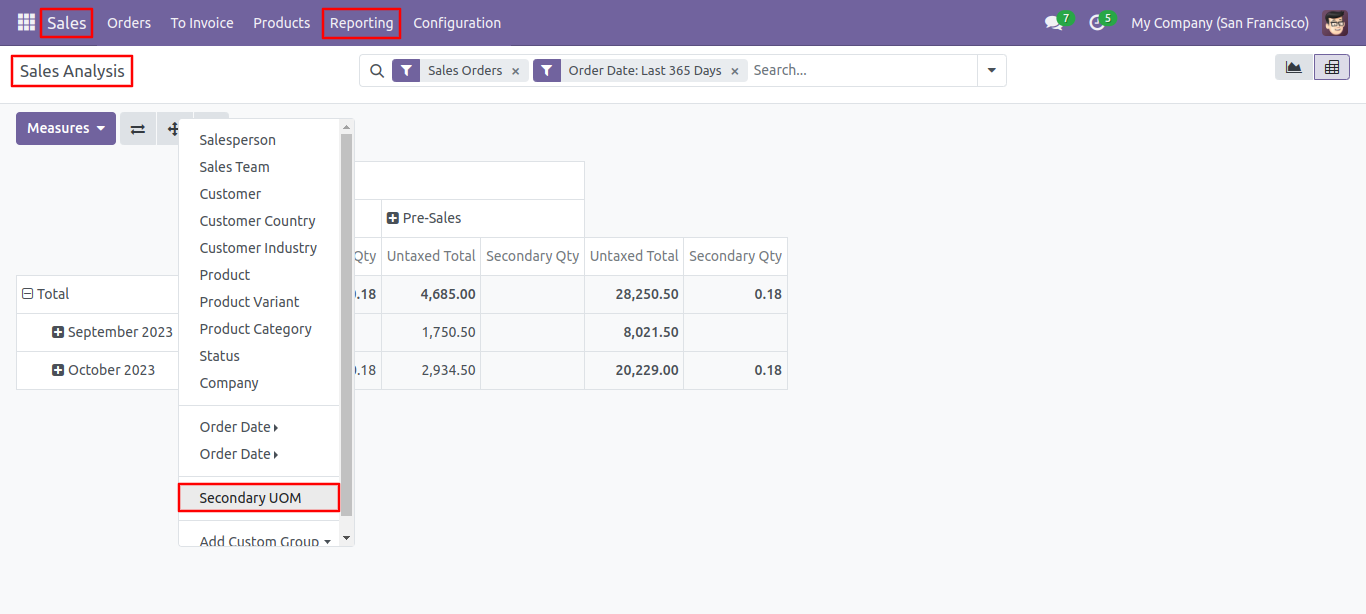 Sales Orders To Invoice Products Reporting Configuration 7 5 My Company (San Francisco)
Sales Analysis Sales Orders × Order Date: Last 365 Days × Search...
Measures
Salesperson
Sales Team
Customer
Customer Country
Customer Industry
Product
Product Variant
Product Category
Status
Company
Order Date
Order Date
Secondary UOM
Add Custom Group
Pre-Sales
Qty Untaxed Total Secondary Qty Untaxed Total Secondary Qty
Total .18 4,685.00 28,250.50 0.18
September 2023 1,750.50 8,021.50
October 2023 .18 2,934.50 20,229.00 0.18